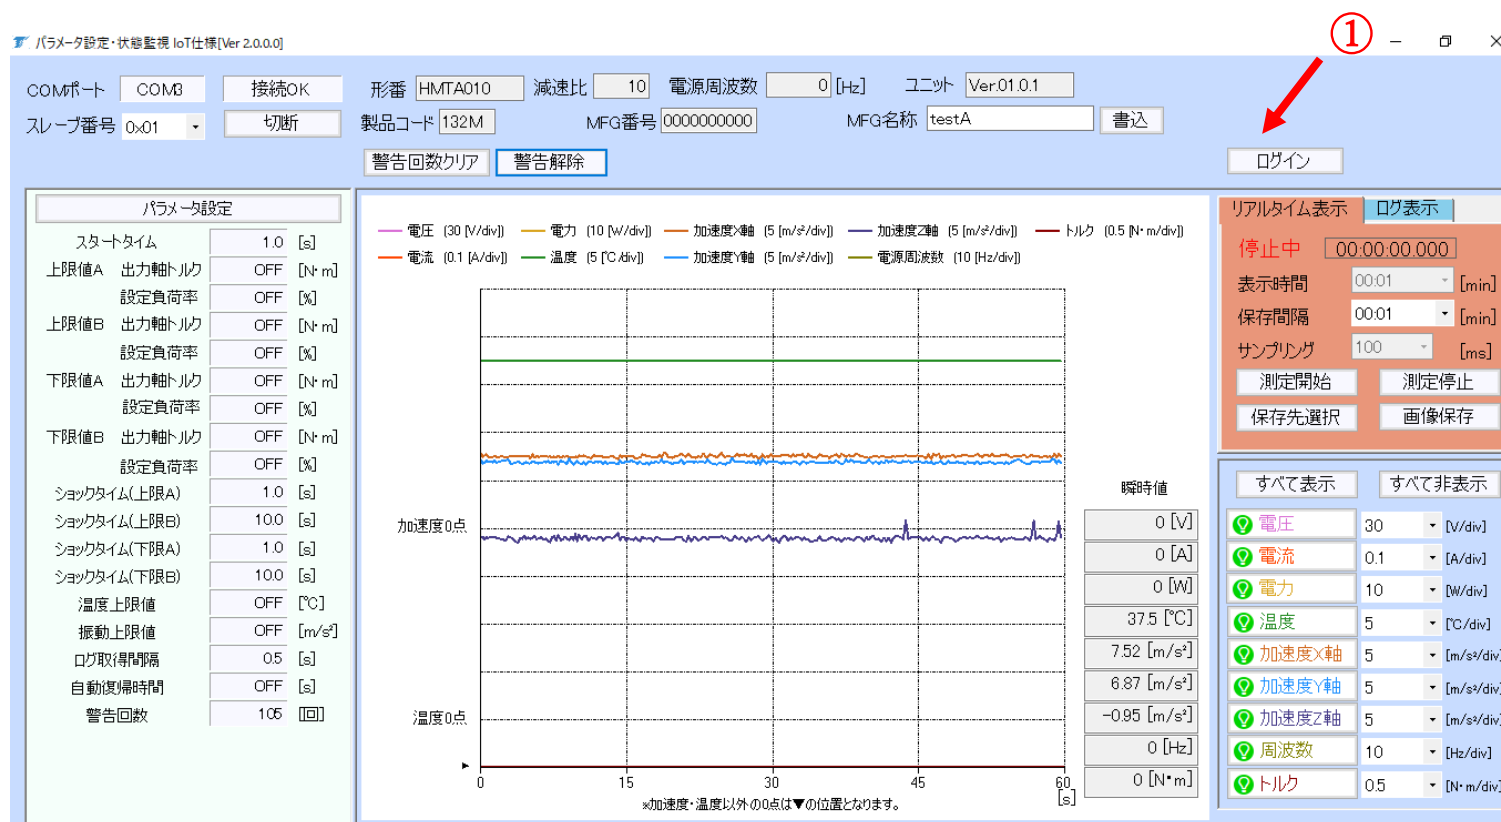 ①
パラメータ設定・状態監視 IoT仕様[Ver 2.0.0.0]
COMポート COM3 接続OK 形番 HMTA010 減速比 10 電源周波数 0 [Hz] ユニット Ver.01.0.1
スレーブ番号 0x01 切断 製品コード 132M MFG番号 0000000000 MFG名称 testA 書込
警告回数クリア 警告解除 ログイン
パラメータ設定
スタートタイム 1.0 [s]
上限値A 出力軸トルク OFF [N・m]
設定負荷率 OFF [%]
上限値B 出力軸トルク OFF [N・m]
設定負荷率 OFF [%]
下限値A 出力軸トルク OFF [N・m]
設定負荷率 OFF [%]
下限値B 出力軸トルク OFF [N・m]
設定負荷率 OFF [%]
ショックタイム(上限A) 1.0 [s]
ショックタイム(上限B) 10.0 [s]
ショックタイム(下限A) 1.0 [s]
ショックタイム(下限B) 10.0 [s]
温度上限値 OFF [℃]
振動上限値 OFF [m/s²]
ログ取得間隔 0.5 [s]
自動復帰時間 OFF [s]
警告回数 105 [回]
電圧 (30 [V/div]) 電力 (10 [W/div]) 加速度X軸 (5 [m/s²/div]) 加速度Z軸 (5 [m/s²/div]) トルク (0.5 [N・m/div])
電流 (0.1 [A/div]) 温度 (5 [℃/div]) 加速度Y軸 (5 [m/s²/div]) 電源周波数 (10 [Hz/div])
加速度0点
温度0点
0 15 30 45 60
[s]
※加速度・温度以外の0点は▼の位置となります。
瞬時値
0 [V]
0 [A]
0 [W]
37.5 [℃]
7.52 [m/s²]
6.87 [m/s²]
-0.95 [m/s²]
0 [Hz]
0 [N・m]
リアルタイム表示 ログ表示
停止中 00:00:00.000
表示時間 00:01 [min]
保存間隔 00:01 [min]
サンプリング 100 [ms]
測定開始 測定停止
保存先選択 画像保存
すべて表示 すべて非表示
電圧 30 [V/div]
電流 0.1 [A/div]
電力 10 [W/div]
温度 5 [℃/div]
加速度X軸 5 [m/s²/div]
加速度Y軸 5 [m/s²/div]
加速度Z軸 5 [m/s²/div]
周波数 10 [Hz/div]
トルク 0.5 [N・m/div]